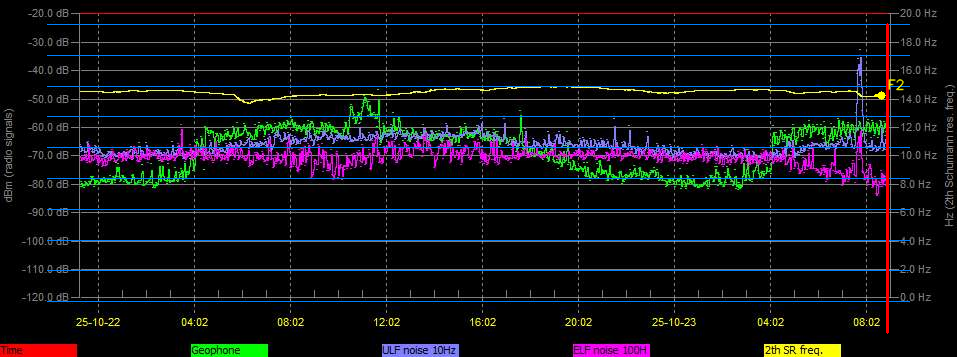 -20.0 dB 20.0 Hz
-30.0 dB 18.0 Hz
-40.0 dB 16.0 Hz
F2
-50.0 dB 14.0 Hz
-60.0 dB 12.0 Hz
-70.0 dB 10.0 Hz
-80.0 dB 8.0 Hz
-90.0 dB 6.0 Hz
-100.0 dB 4.0 Hz
-110.0 dB 2.0 Hz
-120.0 dB 0.0 Hz
dBm (radio signals)
Hz (2th Schumann res. freq.)
25-10-22 04:02 08:02 12:02 16:02 20:02 25-10-23 04:02 08:02
Time Geophone ULF noise 10Hz ELF noise 100H 2th SR freq.